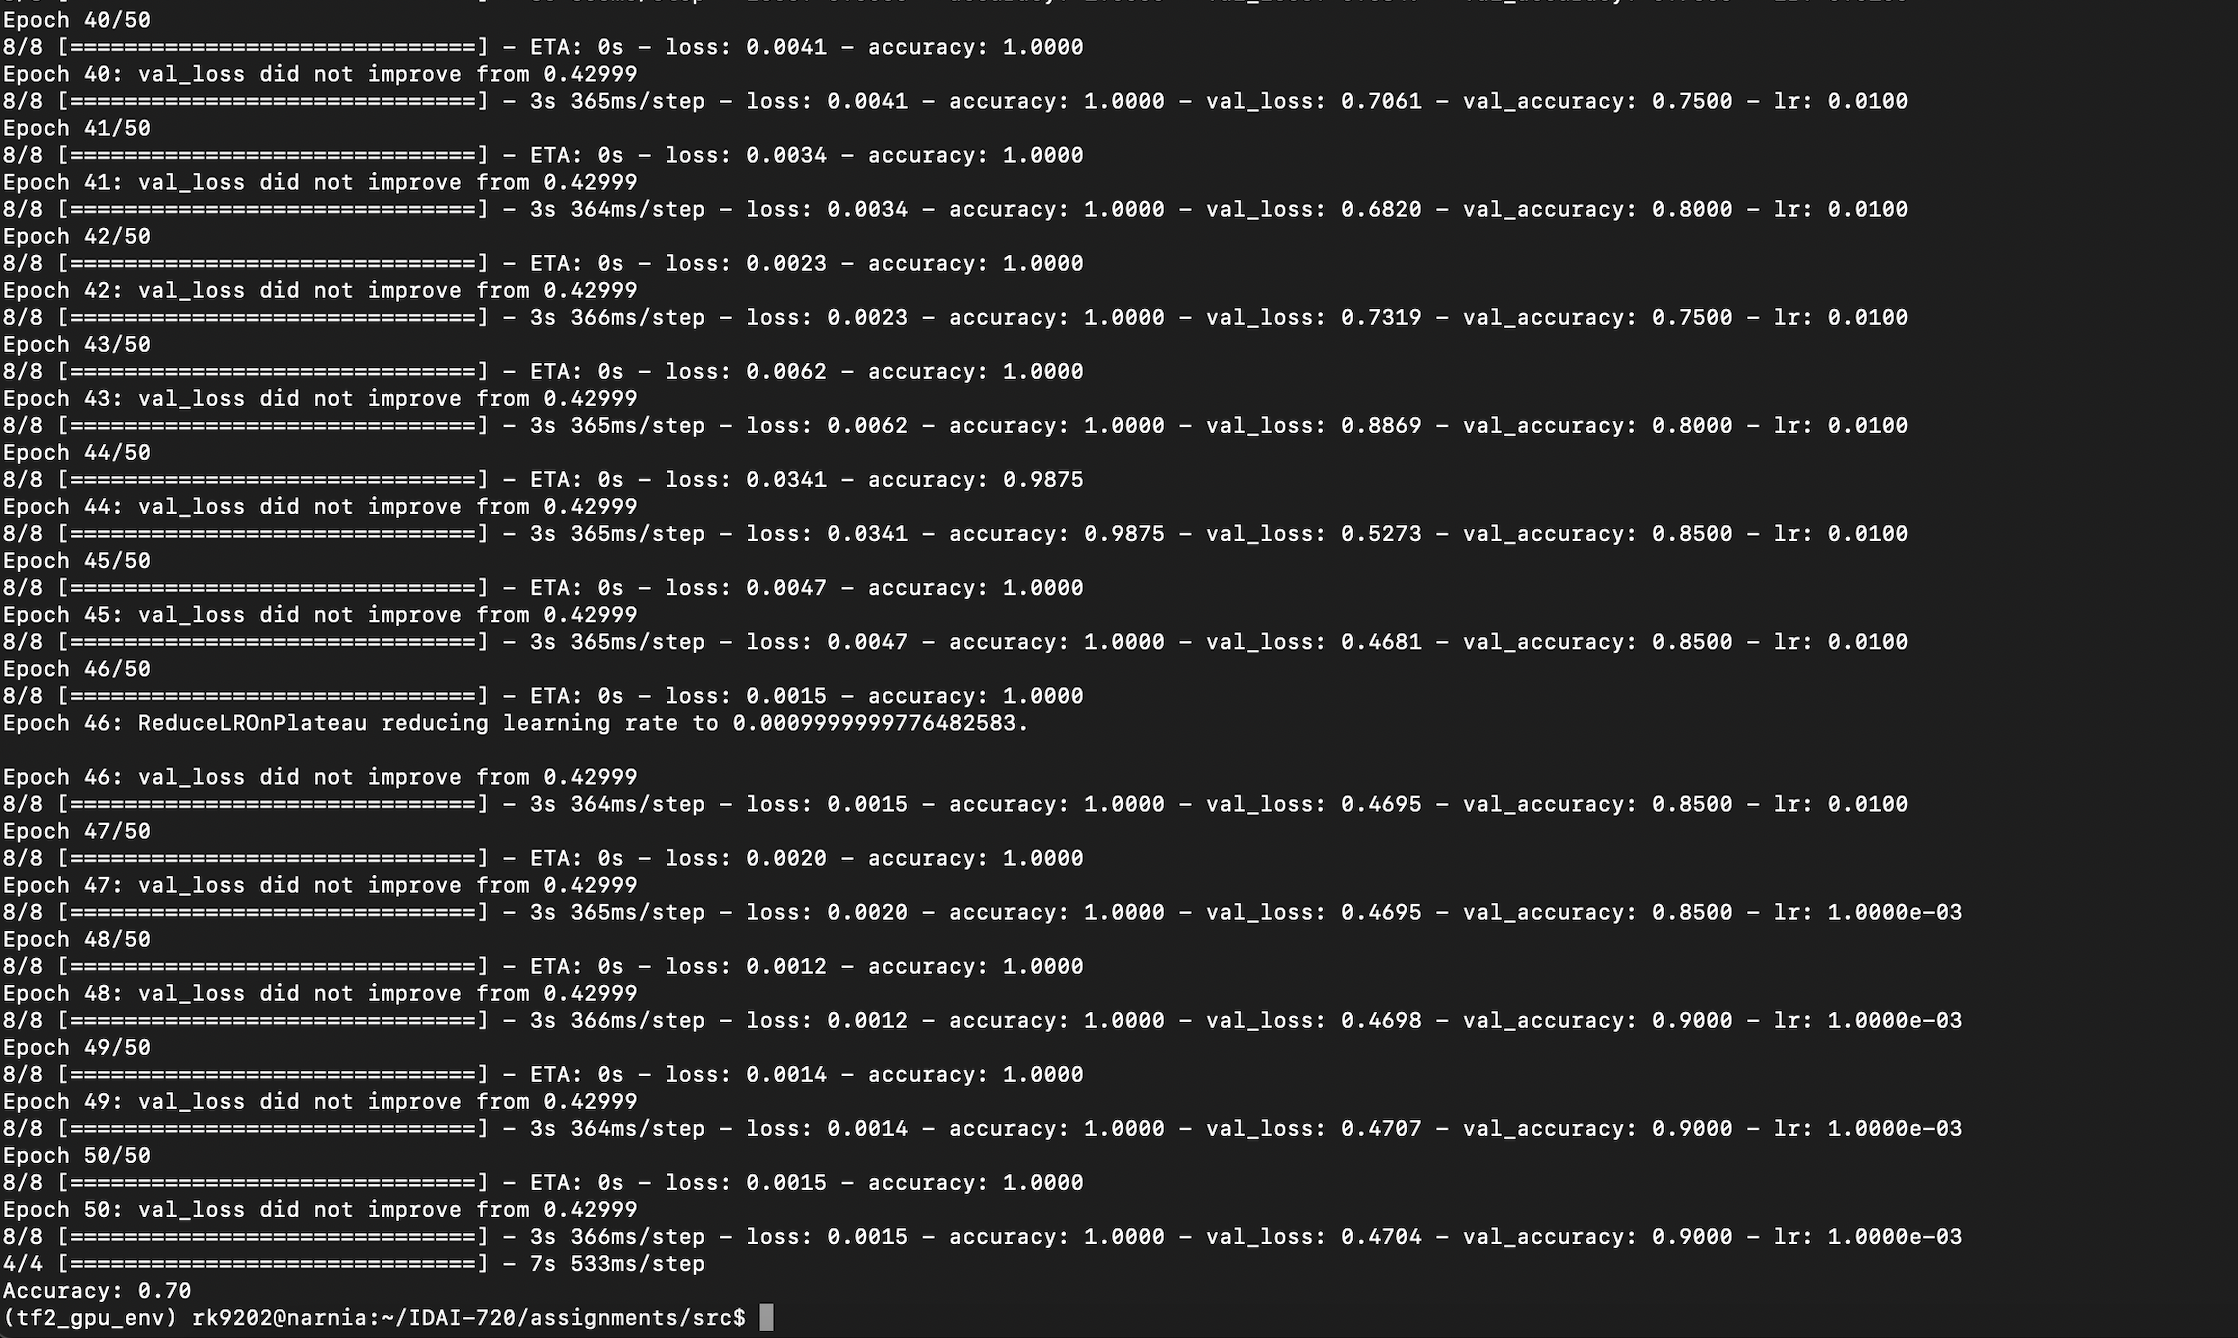 Epoch 40/50
8/8 [==============================] - ETA: 0s - loss: 0.0041 - accuracy: 1.0000
Epoch 40: val_loss did not improve from 0.42999
8/8 [==============================] - 3s 365ms/step - loss: 0.0041 - accuracy: 1.0000 - val_loss: 0.7061 - val_accuracy: 0.7500 - lr: 0.0100
Epoch 41/50
8/8 [==============================] - ETA: 0s - loss: 0.0034 - accuracy: 1.0000
Epoch 41: val_loss did not improve from 0.42999
8/8 [==============================] - 3s 364ms/step - loss: 0.0034 - accuracy: 1.0000 - val_loss: 0.6820 - val_accuracy: 0.8000 - lr: 0.0100
Epoch 42/50
8/8 [==============================] - ETA: 0s - loss: 0.0023 - accuracy: 1.0000
Epoch 42: val_loss did not improve from 0.42999
8/8 [==============================] - 3s 366ms/step - loss: 0.0023 - accuracy: 1.0000 - val_loss: 0.7319 - val_accuracy: 0.7500 - lr: 0.0100
Epoch 43/50
8/8 [==============================] - ETA: 0s - loss: 0.0062 - accuracy: 1.0000
Epoch 43: val_loss did not improve from 0.42999
8/8 [==============================] - 3s 365ms/step - loss: 0.0062 - accuracy: 1.0000 - val_loss: 0.8869 - val_accuracy: 0.8000 - lr: 0.0100
Epoch 44/50
8/8 [==============================] - ETA: 0s - loss: 0.0341 - accuracy: 0.9875
Epoch 44: val_loss did not improve from 0.42999
8/8 [==============================] - 3s 365ms/step - loss: 0.0341 - accuracy: 0.9875 - val_loss: 0.5273 - val_accuracy: 0.8500 - lr: 0.0100
Epoch 45/50
8/8 [==============================] - ETA: 0s - loss: 0.0047 - accuracy: 1.0000
Epoch 45: val_loss did not improve from 0.42999
8/8 [==============================] - 3s 365ms/step - loss: 0.0047 - accuracy: 1.0000 - val_loss: 0.4681 - val_accuracy: 0.8500 - lr: 0.0100
Epoch 46/50
8/8 [==============================] - ETA: 0s - loss: 0.0015 - accuracy: 1.0000
Epoch 46: ReduceLROnPlateau reducing learning rate to 0.0009999999776482583.
Epoch 46: val_loss did not improve from 0.42999
8/8 [==============================] - 3s 364ms/step - loss: 0.0015 - accuracy: 1.0000 - val_loss: 0.4695 - val_accuracy: 0.8500 - lr: 0.0100
Epoch 47/50
8/8 [==============================] - ETA: 0s - loss: 0.0020 - accuracy: 1.0000
Epoch 47: val_loss did not improve from 0.42999
8/8 [==============================] - 3s 365ms/step - loss: 0.0020 - accuracy: 1.0000 - val_loss: 0.4695 - val_accuracy: 0.8500 - lr: 1.0000e-03
Epoch 48/50
8/8 [==============================] - ETA: 0s - loss: 0.0012 - accuracy: 1.0000
Epoch 48: val_loss did not improve from 0.42999
8/8 [==============================] - 3s 366ms/step - loss: 0.0012 - accuracy: 1.0000 - val_loss: 0.4698 - val_accuracy: 0.9000 - lr: 1.0000e-03
Epoch 49/50
8/8 [==============================] - ETA: 0s - loss: 0.0014 - accuracy: 1.0000
Epoch 49: val_loss did not improve from 0.42999
8/8 [==============================] - 3s 364ms/step - loss: 0.0014 - accuracy: 1.0000 - val_loss: 0.4707 - val_accuracy: 0.9000 - lr: 1.0000e-03
Epoch 50/50
8/8 [==============================] - ETA: 0s - loss: 0.0015 - accuracy: 1.0000
Epoch 50: val_loss did not improve from 0.42999
8/8 [==============================] - 3s 366ms/step - loss: 0.0015 - accuracy: 1.0000 - val_loss: 0.4704 - val_accuracy: 0.9000 - lr: 1.0000e-03
4/4 [==============================] - 7s 533ms/step
Accuracy: 0.70
(tf2_gpu_env) rk9202@narnia:~/IDAI-720/assignments/src$